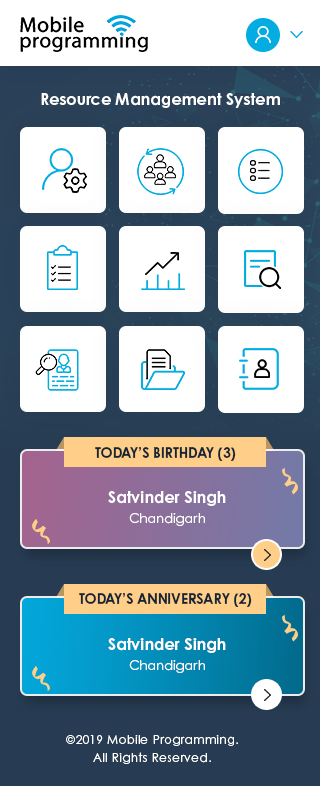 Mobile
programming
Resource Management System
TODAY'S BIRTHDAY (3)
Satvinder Singh
Chandigarh
TODAY'S ANNIVERSARY (2)
Satvinder Singh
Chandigarh
©2019 Mobile Programming.
All Rights Reserved.